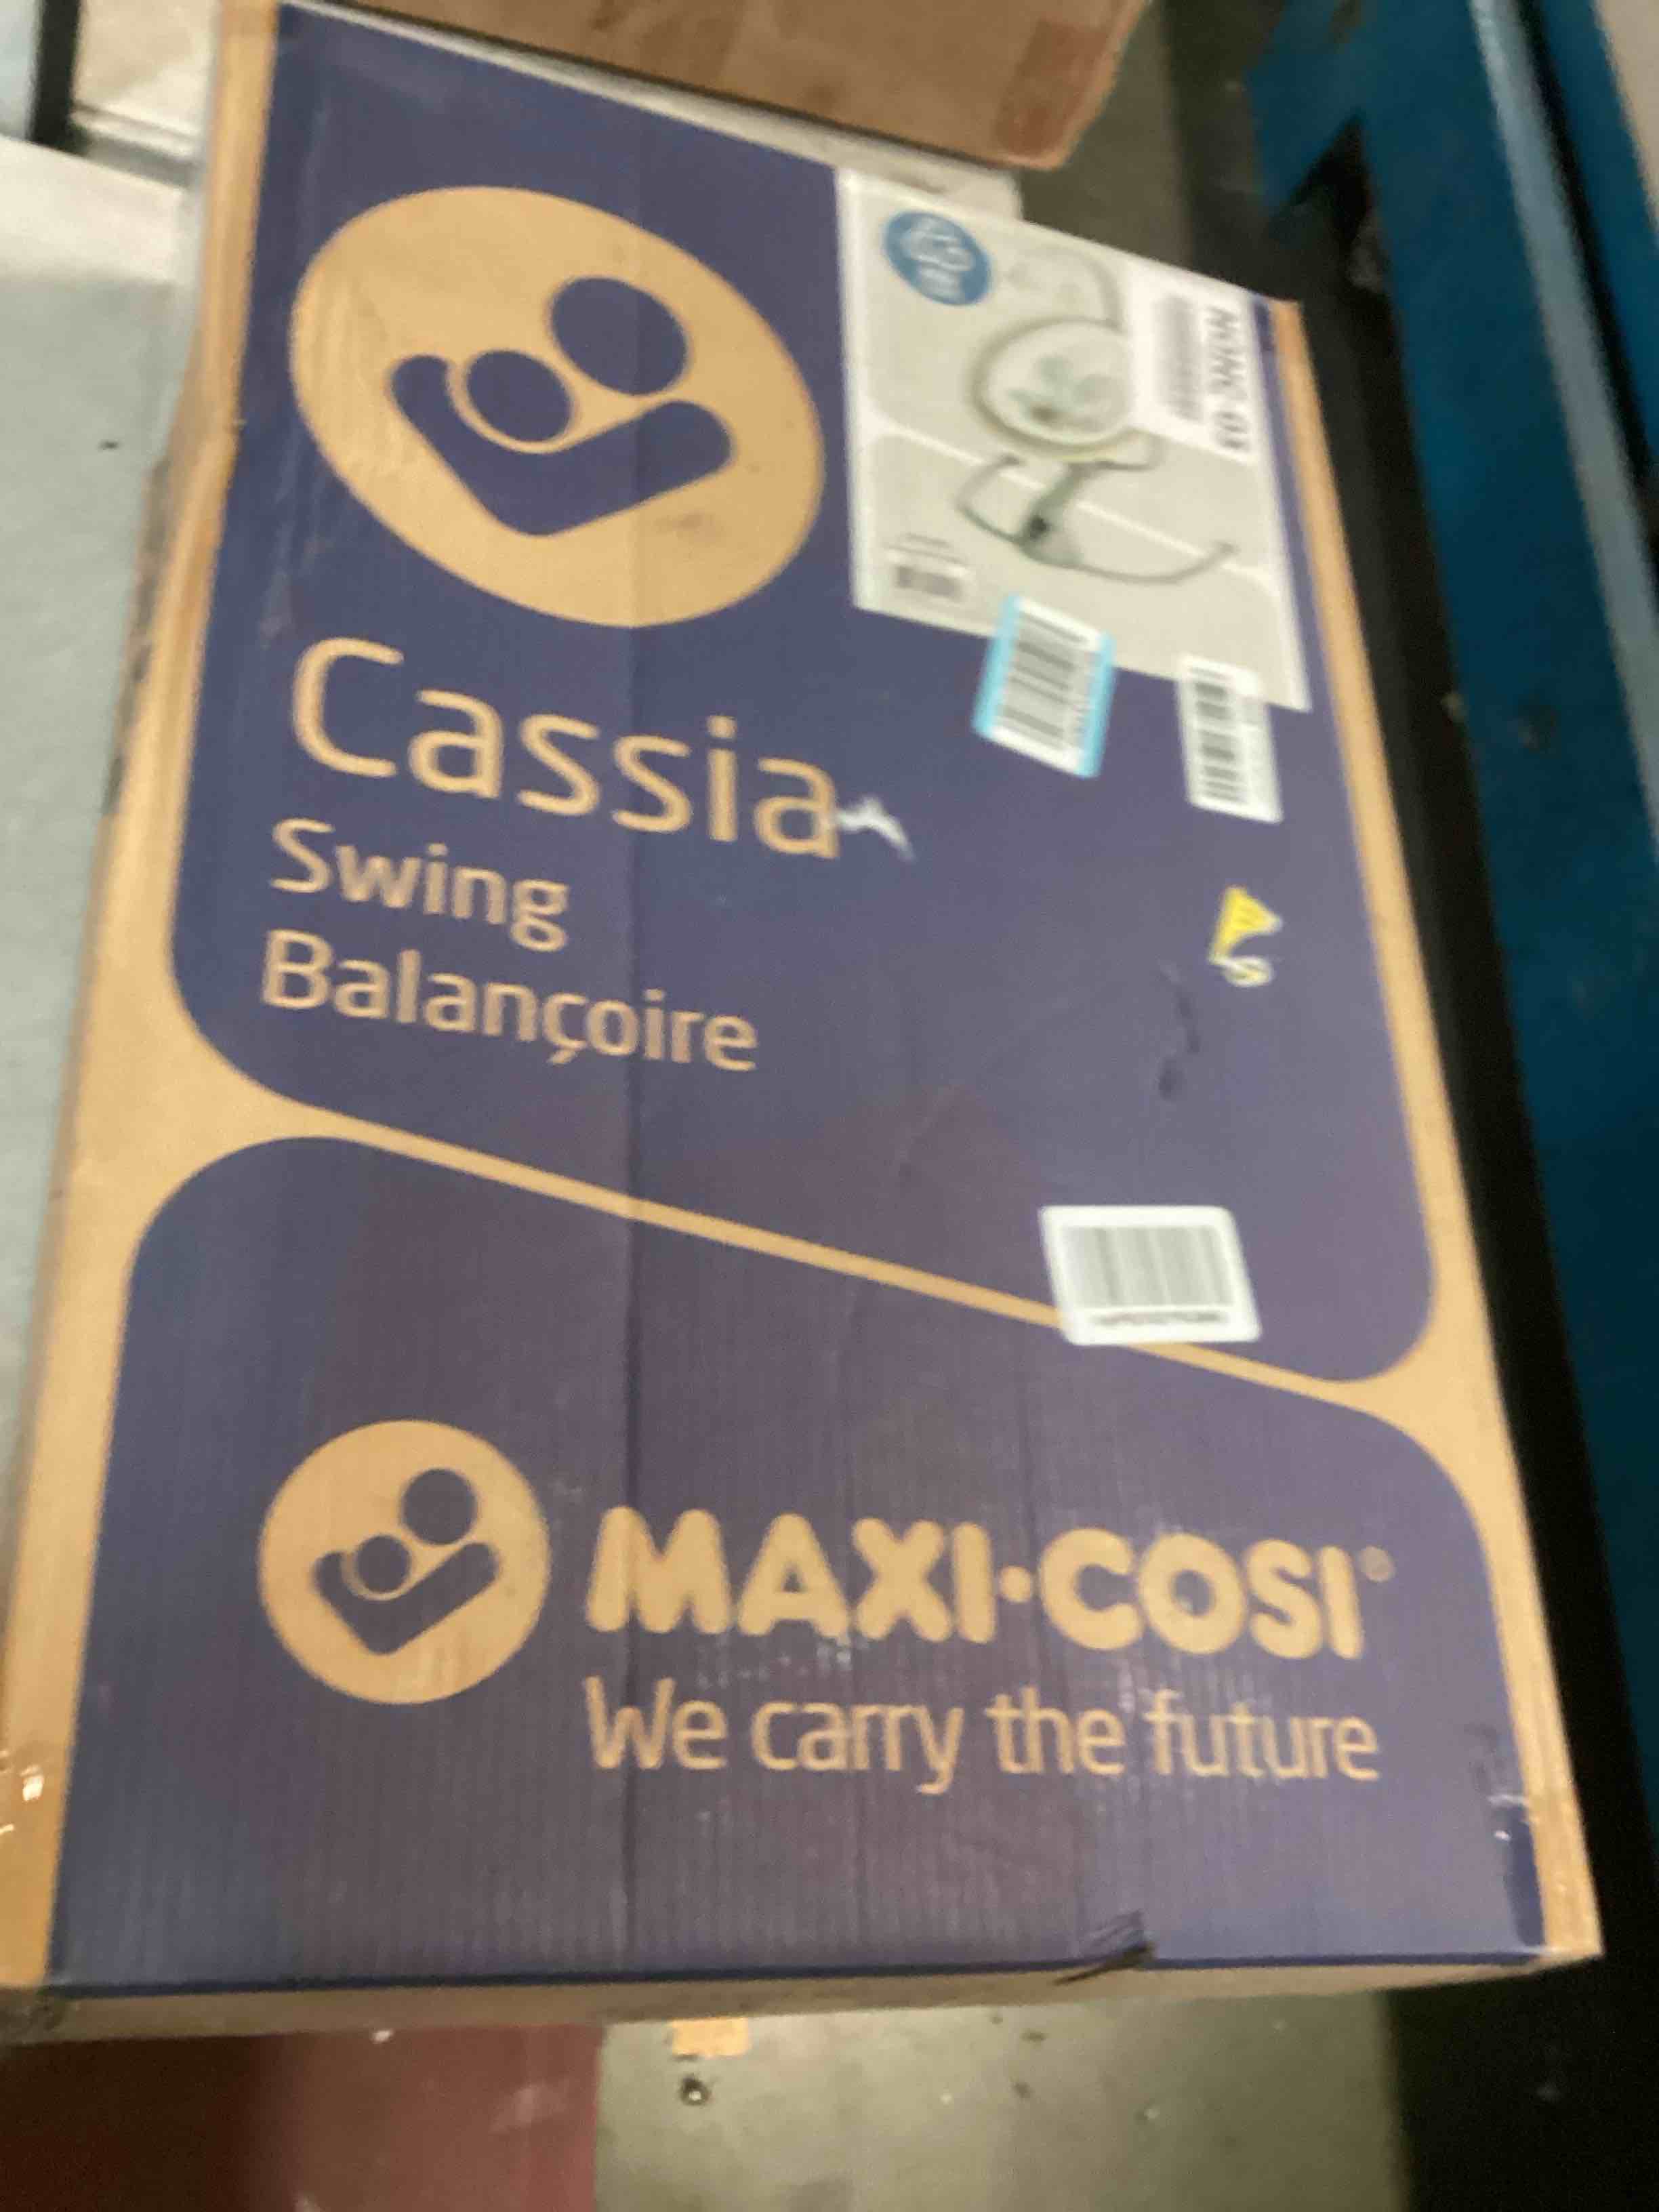 Cassia
Swing
Balançoire
MAXI·COSI®
We carry the future